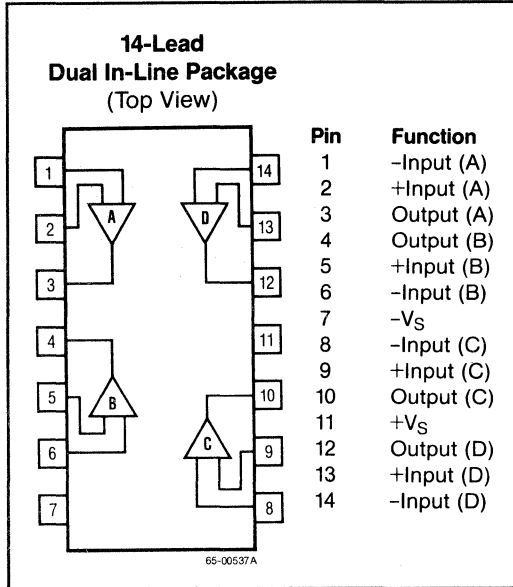 14-Lead
Dual In-Line Package
(Top View)
1
2
3
4
5
6
7
14
13
12
11
10
9
8
A
D
B
C
65-00537A
Pin Function
1 –Input (A)
2 +Input (A)
3 Output (A)
4 Output (B)
5 +Input (B)
6 –Input (B)
7 –VS
8 –Input (C)
9 +Input (C)
10 Output (C)
11 +VS
12 Output (D)
13 +Input (D)
14 –Input (D)